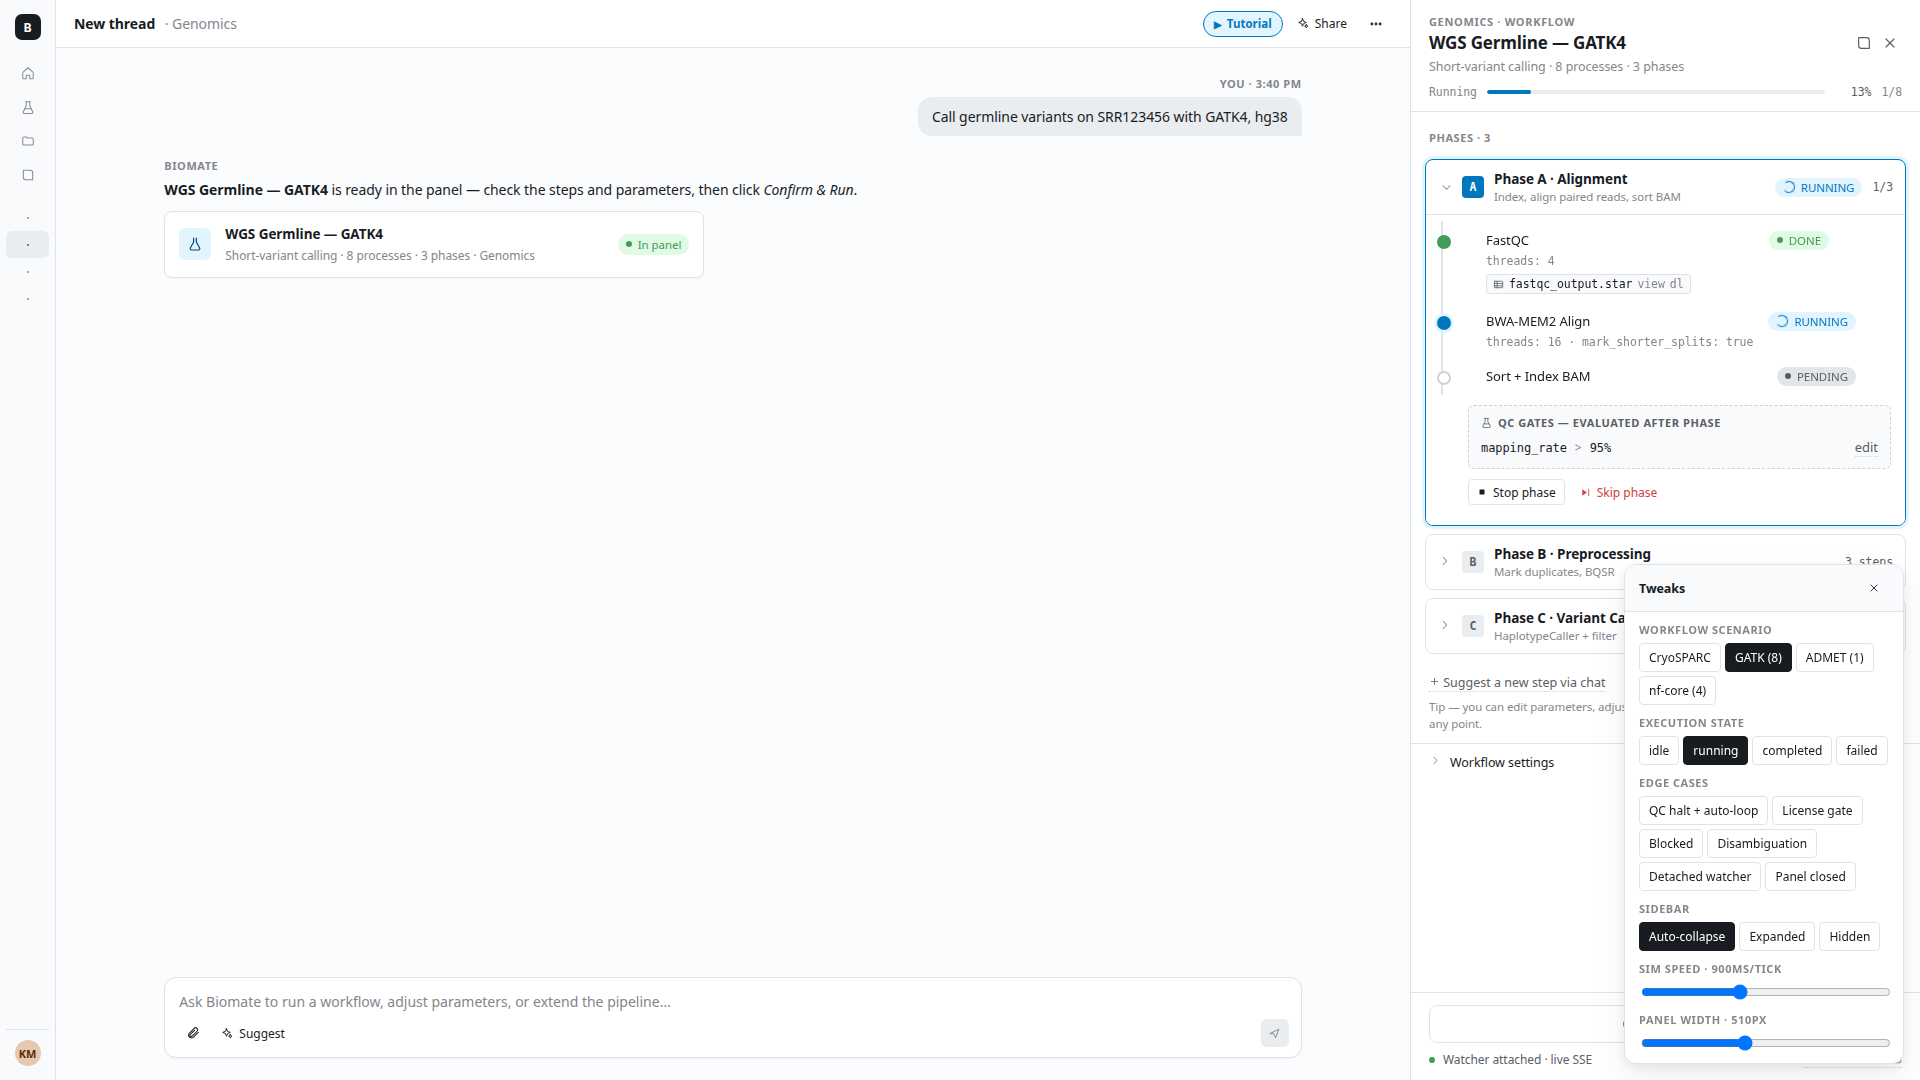 B
New thread · Genomics
Tutorial
Share
YOU · 3:40 PM
Call germline variants on SRR123456 with GATK4, hg38
BIOMATE
WGS Germline — GATK4 is ready in the panel — check the steps and parameters, then click Confirm & Run.
WGS Germline — GATK4
Short-variant calling · 8 processes · 3 phases · Genomics
In panel
Ask Biomate to run a workflow, adjust parameters, or extend the pipeline...
Suggest
KM
GENOMICS · WORKFLOW
WGS Germline — GATK4
Short-variant calling · 8 processes · 3 phases
Running 13% 1/8
PHASES · 3
A Phase A · Alignment RUNNING 1/3
Index, align paired reads, sort BAM
FastQC DONE
threads: 4
fastqc_output.star view dl
BWA-MEM2 Align RUNNING
threads: 16 · mark_shorter_splits: true
Sort + Index BAM PENDING
QC GATES — EVALUATED AFTER PHASE
mapping_rate > 95% edit
Stop phase Skip phase
B Phase B · Preprocessing 3 steps
Mark duplicates, BQSR
C Phase C · Variant Ca
HaplotypeCaller + filter
+ Suggest a new step via chat
Tip — you can edit parameters, adjus
any point.
Workflow settings
Watcher attached · live SSE
Tweaks
WORKFLOW SCENARIO
CryoSPARC GATK (8) ADMET (1)
nf-core (4)
EXECUTION STATE
idle running completed failed
EDGE CASES
QC halt + auto-loop License gate
Blocked Disambiguation
Detached watcher Panel closed
SIDEBAR
Auto-collapse Expanded Hidden
SIM SPEED · 900MS/TICK
PANEL WIDTH · 510PX